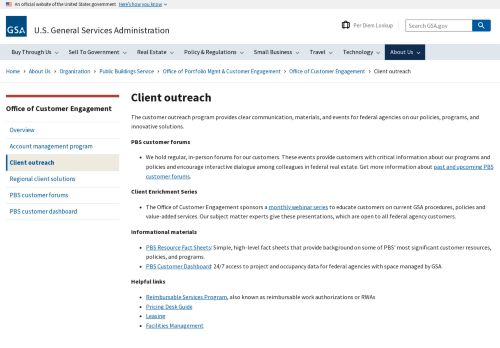 An official website of the United States government Here's how you know
GSA U.S. General Services Administration
Per Diem Lookup
Search GSA.gov
Buy Through Us Sell To Government Real Estate Policy & Regulations Small Business Travel Technology About Us
Home › About Us › Organization › Public Buildings Service › Office of Portfolio Mgmt & Customer Engagement › Office of Customer Engagement › Client outreach
Office of Customer Engagement
Overview
Account management program
Client outreach
Regional client solutions
PBS customer forums
PBS customer dashboard
Client outreach
The customer outreach program provides clear communication, materials, and events for federal agencies on our policies, programs, and
innovative solutions.
PBS customer forums
• We hold regular, in-person forums for our customers. These events provide customers with critical information about our programs and
policies and encourage interactive dialogue among colleagues in federal real estate. Get more information about past and upcoming PBS
customer forums.
Client Enrichment Series
• The Office of Customer Engagement sponsors a monthly webinar series to educate customers on current GSA procedures, policies and
value-added services. Our subject matter experts give these presentations, which are open to all federal agency customers.
Informational materials
• PBS Resource Fact Sheets: Simple, high-level fact sheets that provide background on some of PBS' most significant customer resources,
policies, and programs.
• PBS Customer Dashboard: 24/7 access to project and occupancy data for federal agencies with space managed by GSA.
Helpful links
• Reimbursable Services Program, also known as reimbursable work authorizations or RWAs
• Pricing Desk Guide
• Leasing
• Facilities Management